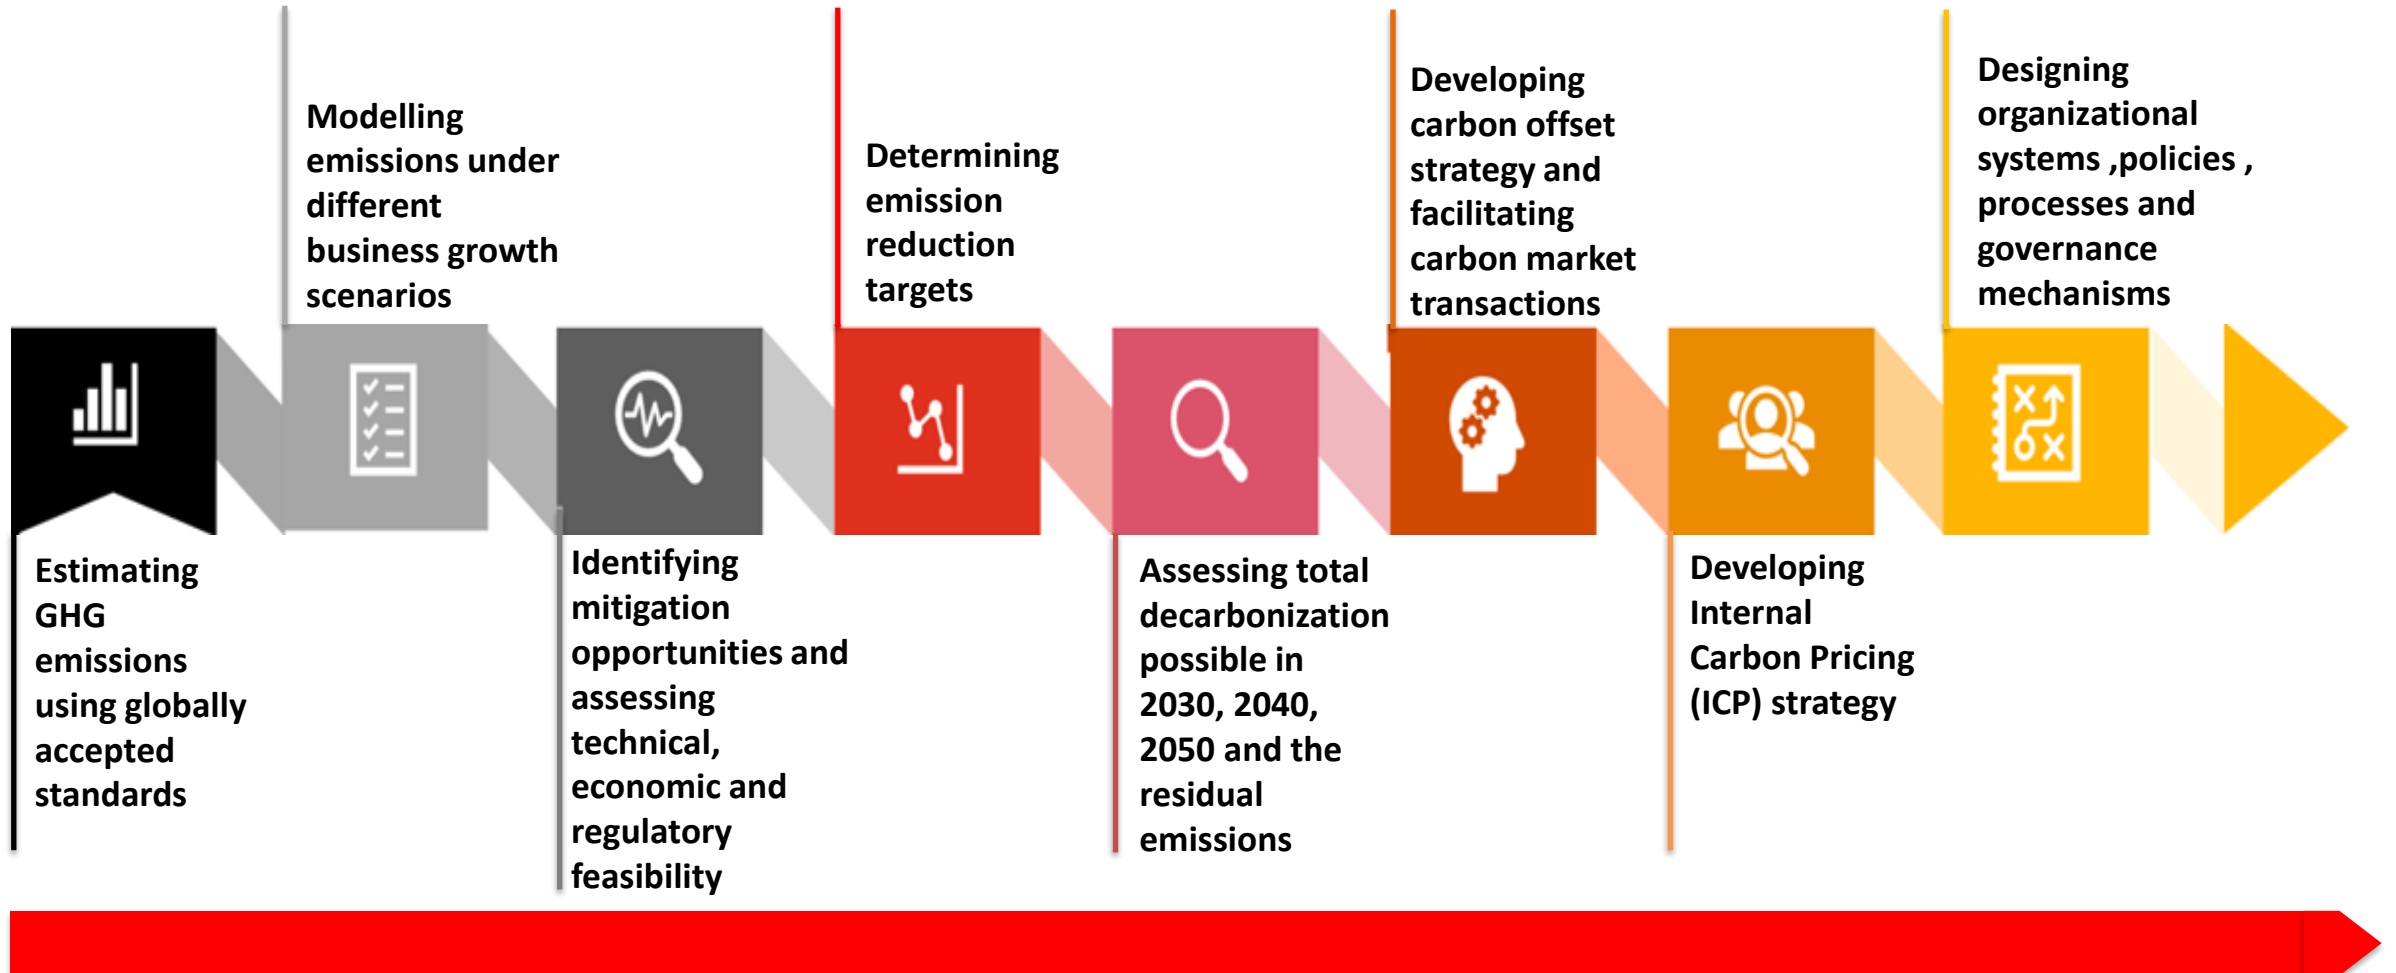 Estimating
GHG
emissions
using globally
accepted
standards
Modelling
emissions under
different
business growth
scenarios
Identifying
mitigation
opportunities and
assessing
technical,
economic and
regulatory
feasibility
Determining
emission
reduction
targets
Assessing total
decarbonization
possible in
2030, 2040,
2050 and the
residual
emissions
Developing
carbon offset
strategy and
facilitating
carbon market
transactions
Developing
Internal
Carbon Pricing
(ICP) strategy
Designing
organizational
systems ,policies ,
processes and
governance
mechanisms